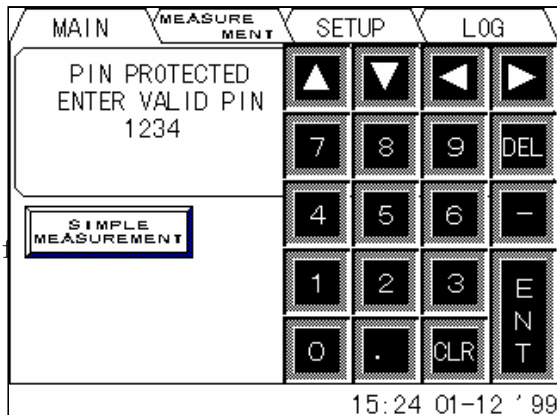 MAIN
MEASURE
MENT
SETUP
LOG
PIN PROTECTED
ENTER VALID PIN
1234
SIMPLE
MEASUREMENT
7 8 9 DEL
4 5 6 -
1 2 3 ENT
0 . CLR
15:24 01-12 '99